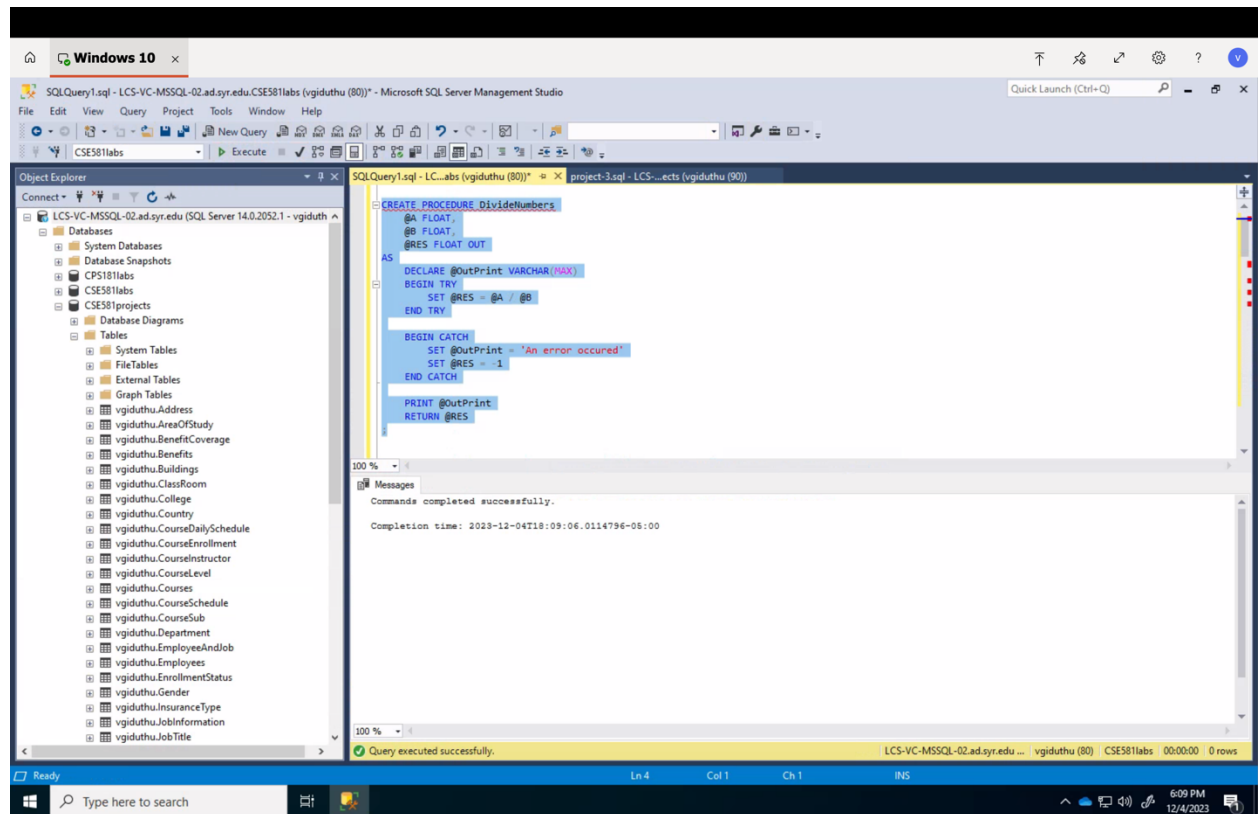 Windows 10 ×
? V
SQLQuery1.sql - LCS-VC-MSSQL-02.ad.syr.edu.CSE581labs (vgiduthu (80))* - Microsoft SQL Server Management Studio
Quick Launch (Ctrl+Q)
File Edit View Query Project Tools Window Help
New Query
CSE581labs Execute
Object Explorer
SQLQuery1.sql - LC...abs (vgiduthu (80))* project-3.sql - LCS-...ects (vgiduthu (90))
Connect
LCS-VC-MSSQL-02.ad.syr.edu (SQL Server 14.0.2052.1 - vgiduth
Databases
System Databases
Database Snapshots
CPS181labs
CSE581labs
CSE581projects
Database Diagrams
Tables
System Tables
FileTables
External Tables
Graph Tables
vgiduthu.Address
vgiduthu.AreaOfStudy
vgiduthu.BenefitCoverage
vgiduthu.Benefits
vgiduthu.Buildings
vgiduthu.ClassRoom
vgiduthu.College
vgiduthu.Country
vgiduthu.CourseDailySchedule
vgiduthu.CourseEnrollment
vgiduthu.CourseInstructor
vgiduthu.CourseLevel
vgiduthu.Courses
vgiduthu.CourseSchedule
vgiduthu.CourseSub
vgiduthu.Department
vgiduthu.EmployeeAndJob
vgiduthu.Employees
vgiduthu.EnrollmentStatus
vgiduthu.Gender
vgiduthu.InsuranceType
vgiduthu.JobInformation
vgiduthu.JobTitle
CREATE PROCEDURE DivideNumbers
@A FLOAT,
@B FLOAT,
@RES FLOAT OUT
AS
DECLARE @OutPrint VARCHAR(MAX)
BEGIN TRY
SET @RES = @A / @B
END TRY
BEGIN CATCH
SET @OutPrint = 'An error occured'
SET @RES = -1
END CATCH
PRINT @OutPrint
RETURN @RES
;
100 %
Messages
Commands completed successfully.
Completion time: 2023-12-04T18:09:06.0114796-05:00
100 %
Query executed successfully. LCS-VC-MSSQL-02.ad.syr.edu ... vgiduthu (80) CSE581labs 00:00:00 0 rows
Ready Ln 4 Col 1 Ch 1 INS
Type here to search
6:09 PM
12/4/2023
1